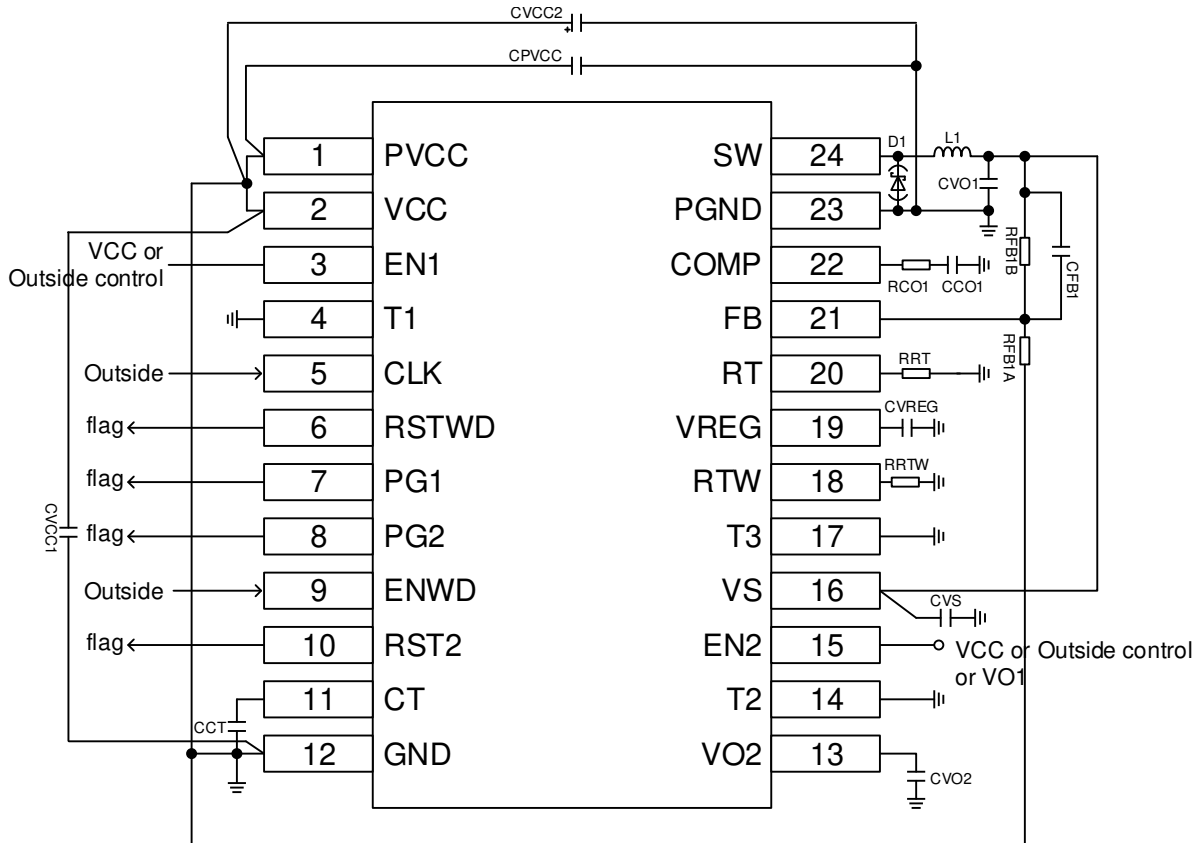 CVCC2
CPVCC
1 PVCC
2 VCC
VCC or
Outside control
3 EN1
4 T1
Outside
5 CLK
flag
6 RSTWD
flag
7 PG1
CVCC1
flag
8 PG2
Outside
9 ENWD
flag
10 RST2
11 CT
CCT
12 GND
SW 24
D1
L1
CVO1
PGND 23
COMP 22
RCO1 CCO1
RFB1B
CFB1
FB 21
RFB1A
RT 20
RRT
VREG 19
CVREG
RTW 18
RRTW
T3 17
VS 16
CVS
EN2 15
VCC or Outside control
or VO1
T2 14
VO2 13
CVO2